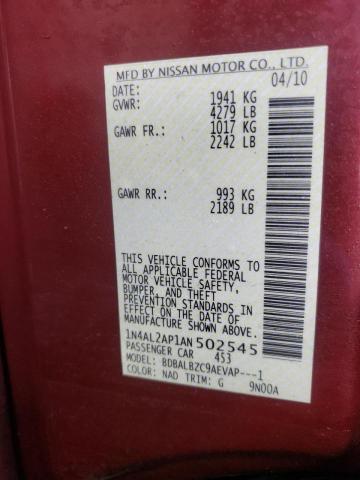 MFD BY NISSAN MOTOR CO., LTD.
DATE: 04/10
GVWR: 1941 KG
4279 LB
GAWR FR.: 1017 KG
2242 LB
GAWR RR.: 993 KG
2189 LB
THIS VEHICLE CONFORMS TO
ALL APPLICABLE FEDERAL
MOTOR VEHICLE SAFETY,
BUMPER, AND THEFT
PREVENTION STANDARDS IN
EFFECT ON THE DATE OF
MANUFACTURE SHOWN ABOVE.
1N4AL2AP1AN502545
PASSENGER CAR 453
MODEL: BDBALBZC9AEVAP---1
COLOR: NAD TRIM: G 9N00A